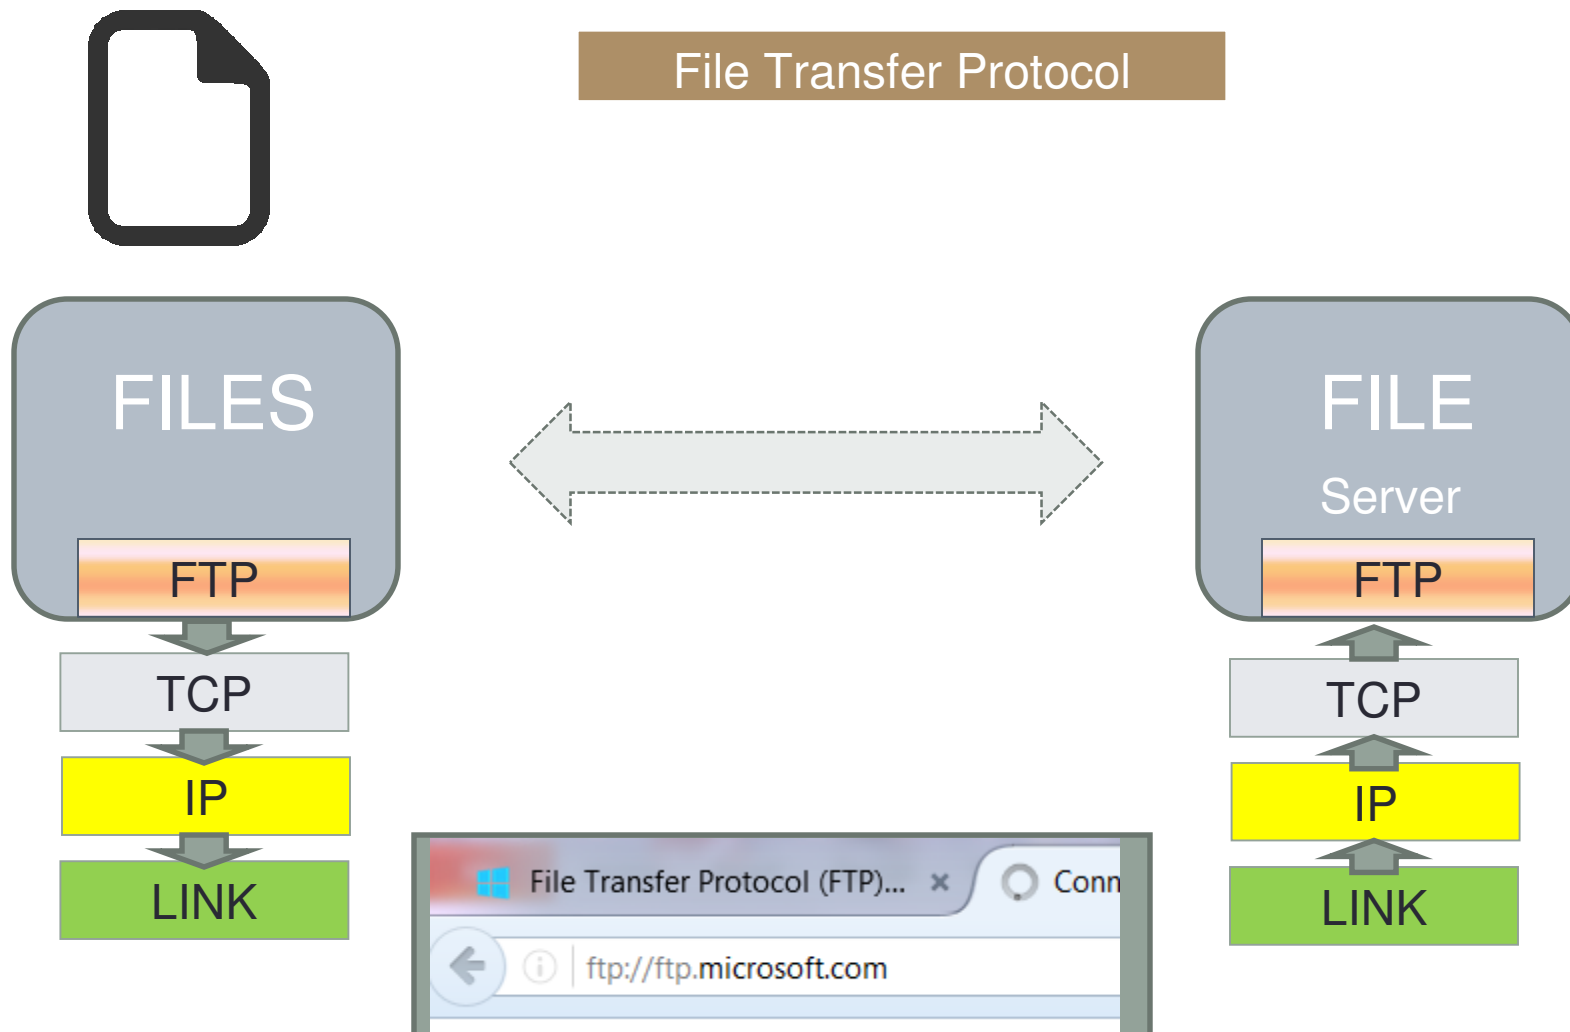 File Transfer Protocol
FILES
FTP
TCP
IP
LINK
FILE
Server
FTP
TCP
IP
LINK
File Transfer Protocol (FTP)... × Conn
ftp://ftp.microsoft.com